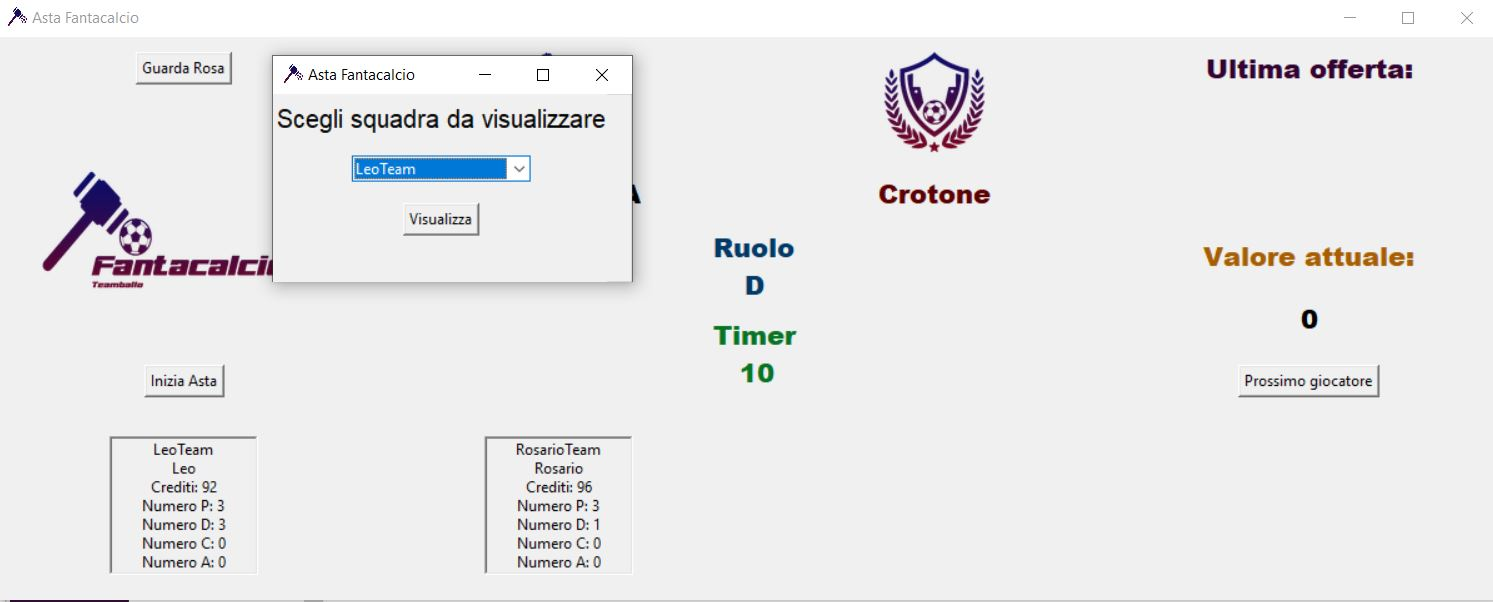 Asta Fantacalcio
Guarda Rosa
Asta Fantacalcio
Scegli squadra da visualizzare
LeoTeam
Visualizza
Fantacalcio
Teamballo
A
Crotone
Ruolo
D
Timer
10
Ultima offerta:
Valore attuale:
0
Inizia Asta
Prossimo giocatore
LeoTeam
Leo
Crediti: 92
Numero P: 3
Numero D: 3
Numero C: 0
Numero A: 0
RosarioTeam
Rosario
Crediti: 96
Numero P: 3
Numero D: 1
Numero C: 0
Numero A: 0